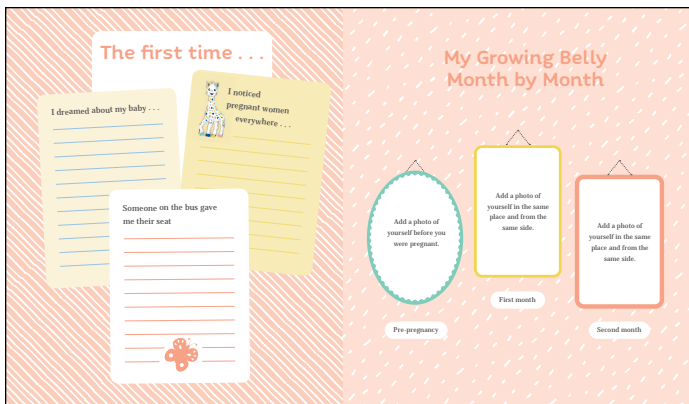 The first time . . .
I dreamed about my baby . . .
I noticed
pregnant women
everywhere . . .
Someone on the bus gave
me their seat
My Growing Belly
Month by Month
Add a photo of
yourself before you
were pregnant.
Pre-pregnancy
Add a photo of
yourself in the same
place and from the
same side.
First month
Add a photo of
yourself in the same
place and from the
same side.
Second month